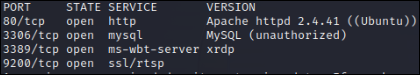 PORT STATE SERVICE VERSION
80/tcp open http Apache httpd 2.4.41 ((Ubuntu))
3306/tcp open mysql MySQL (unauthorized)
3389/tcp open ms-wbt-server xrdp
9200/tcp open ssl/rtsp